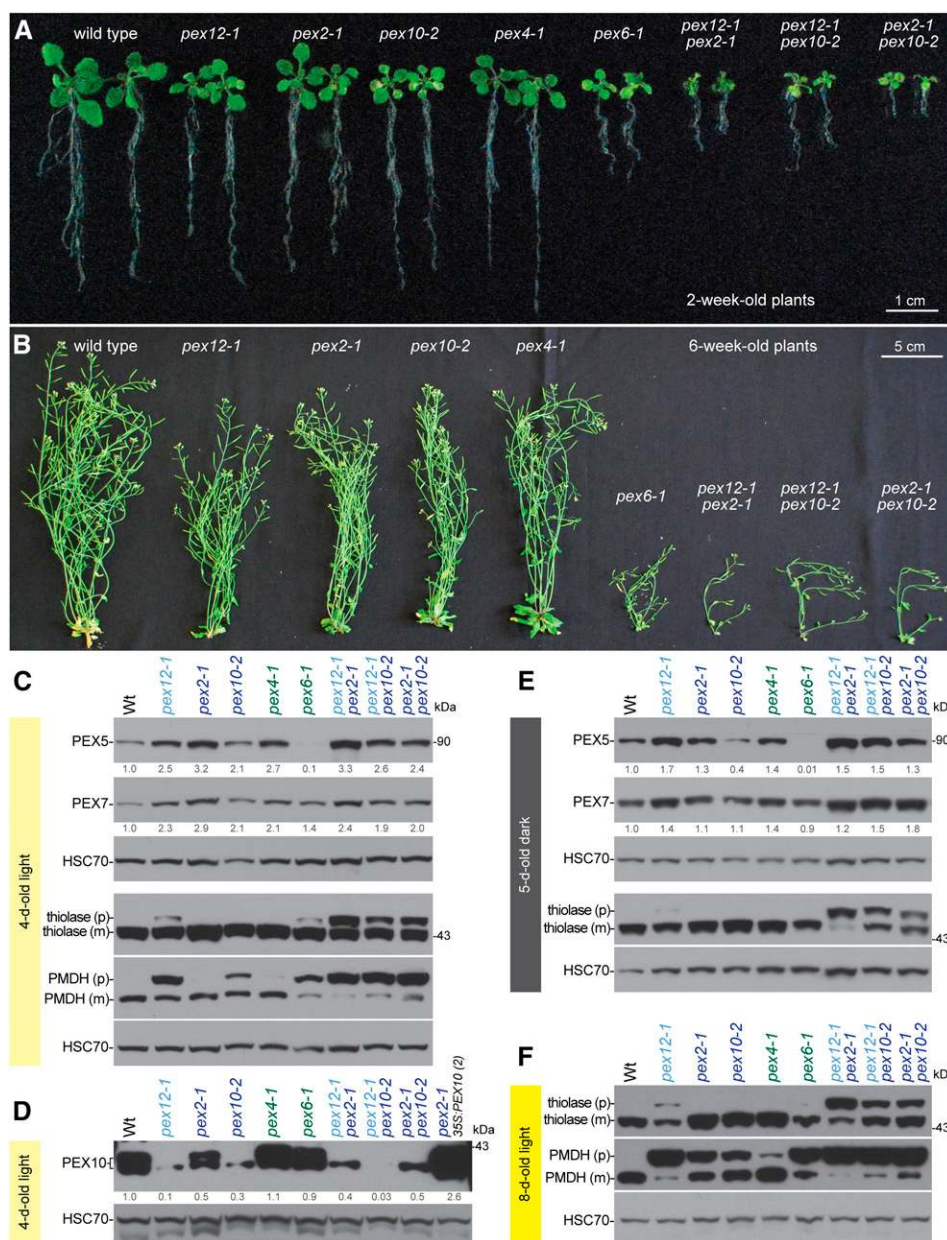 A
wild type pex12-1 pex2-1 pex10-2 pex4-1 pex6-1 pex12-1 pex2-1 pex12-1 pex10-2 pex2-1 pex10-2
2-week-old plants
1 cm
B
wild type pex12-1 pex2-1 pex10-2 pex4-1 6-week-old plants 5 cm
pex6-1 pex12-1 pex2-1 pex12-1 pex10-2 pex2-1 pex10-2
C
Wt pex12-1 pex2-1 pex10-2 pex4-1 pex6-1 pex12-1 pex2-1 pex12-1 pex10-2 pex2-1 pex10-2 kDa
4-d-old light
PEX5 -90
1.0 2.5 3.2 2.1 2.7 0.1 3.3 2.6 2.4
PEX7
1.0 2.3 2.9 2.1 2.1 1.4 2.4 1.9 2.0
HSC70
thiolase (p)
thiolase (m) -43
PMDH (p)
PMDH (m)
HSC70
D
Wt pex12-1 pex2-1 pex10-2 pex4-1 pex6-1 pex12-1 pex2-1 pex12-1 pex10-2 pex2-1 pex10-2 pex2-1 35S:PEX10 (2) kDa
4-d-old light
PEX10 -43
1.0 0.1 0.5 0.3 1.1 0.9 0.4 0.03 0.5 2.6
HSC70
E
Wt pex12-1 pex2-1 pex10-2 pex4-1 pex6-1 pex12-1 pex2-1 pex12-1 pex10-2 pex2-1 pex10-2 kDa
5-d-old dark
PEX5 -90
1.0 1.7 1.3 0.4 1.4 0.01 1.5 1.5 1.3
PEX7
1.0 1.4 1.1 1.1 1.4 0.9 1.2 1.5 1.8
HSC70
thiolase (p)
thiolase (m) -43
HSC70
F
Wt pex12-1 pex2-1 pex10-2 pex4-1 pex6-1 pex12-1 pex2-1 pex12-1 pex10-2 pex2-1 pex10-2
8-d-old light
thiolase (p)
thiolase (m) -43
PMDH (p)
PMDH (m)
HSC70